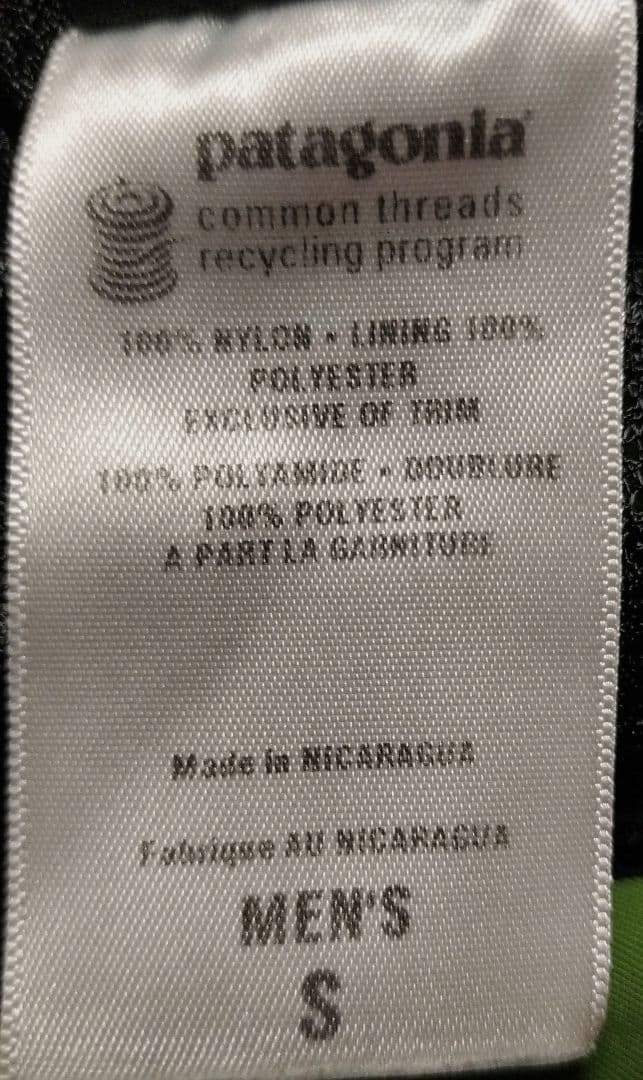 patagonia
common threads
recycling program
100% NYLON • LINING 100%
POLYESTER
EXCLUSIVE OF TRIM
100% POLYAMIDE • DOUBLURE
100% POLYESTER
A PART LA GARNITURE
Made in NICARAGUA
Fabrique AU NICARAGUA
MEN'S
S